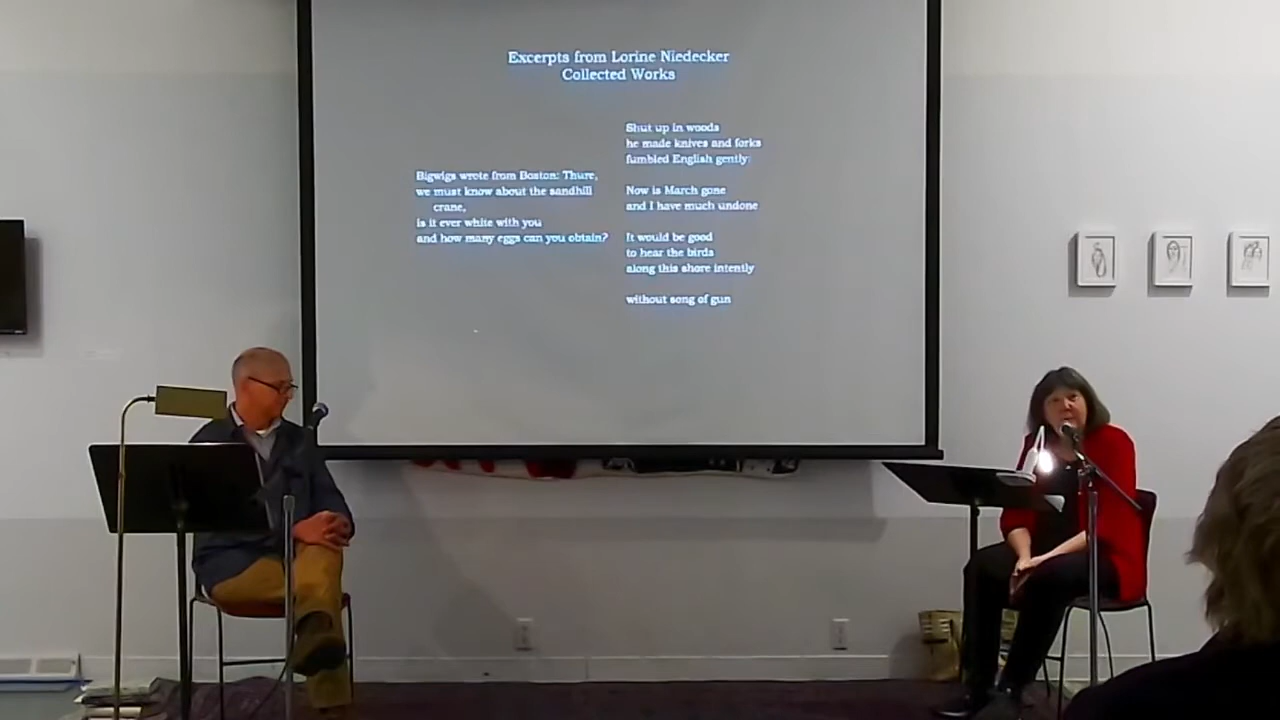 Excerpts from Lorine Niedecker
Collected Works
Bigwigs wrote from Boston: Thure,
we must know about the sandhill
crane,
is it ever white with you
and how many eggs can you obtain?
Shut up in woods
he made knives and forks
fumbled English gently:
Now is March gone
and I have much undone
It would be good
to hear the birds
along this shore intently
without song of gun